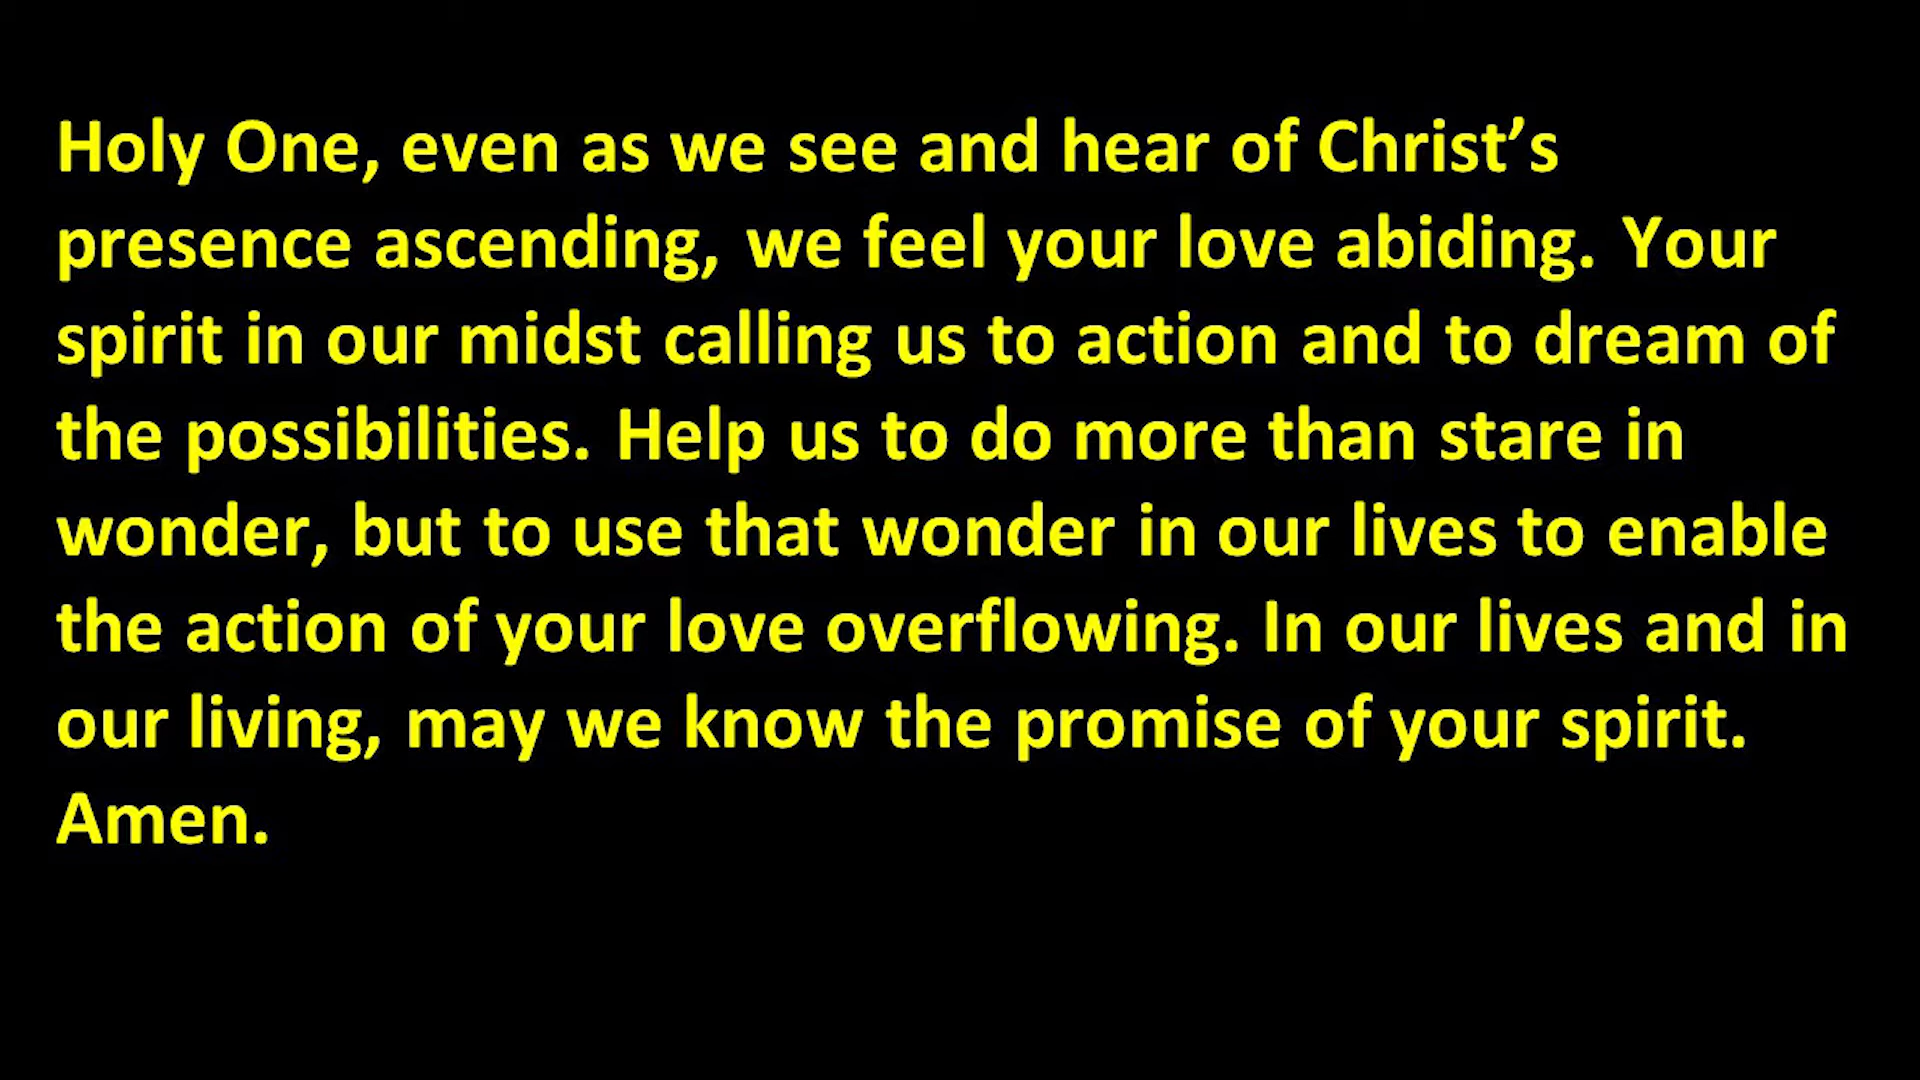 Holy One, even as we see and hear of Christ’s
presence ascending, we feel your love abiding. Your
spirit in our midst calling us to action and to dream of
the possibilities. Help us to do more than stare in
wonder, but to use that wonder in our lives to enable
the action of your love overflowing. In our lives and in
our living, may we know the promise of your spirit.
Amen.